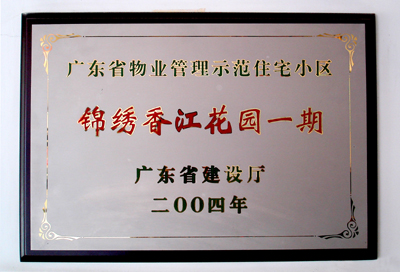 广东省物业管理示范住宅小区
锦绣香江花园一期
广东省建设厅
二00四年